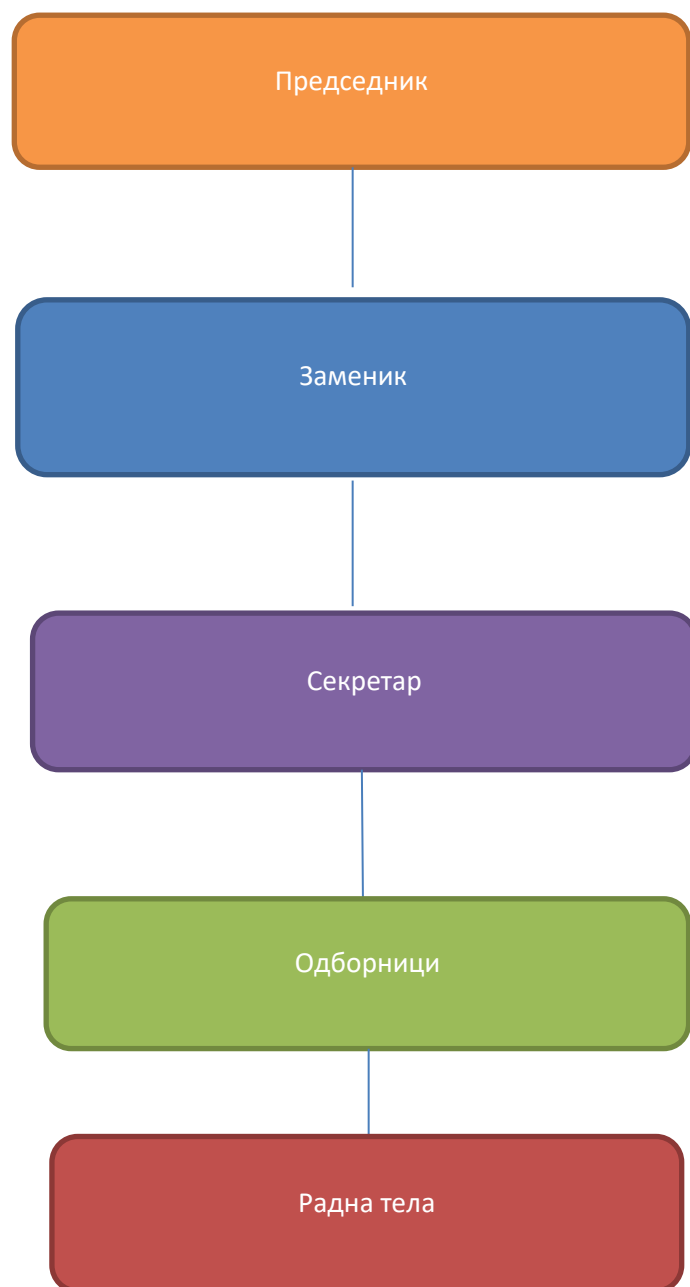 Председник
Заменик
Секретар
Одборници
Радна тела